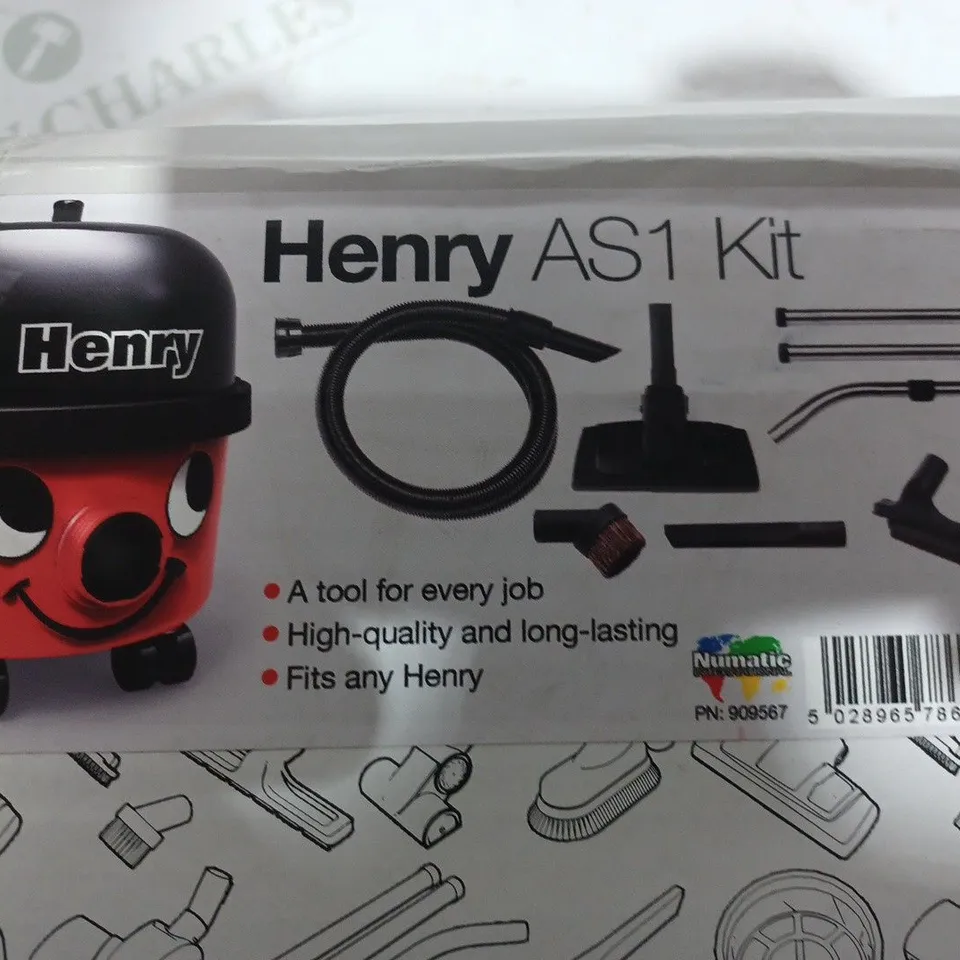 CHARLES
Henry AS1 Kit
Henry
• A tool for every job
• High-quality and long-lasting
• Fits any Henry
Numatic
PN: 909567
5 028965 786